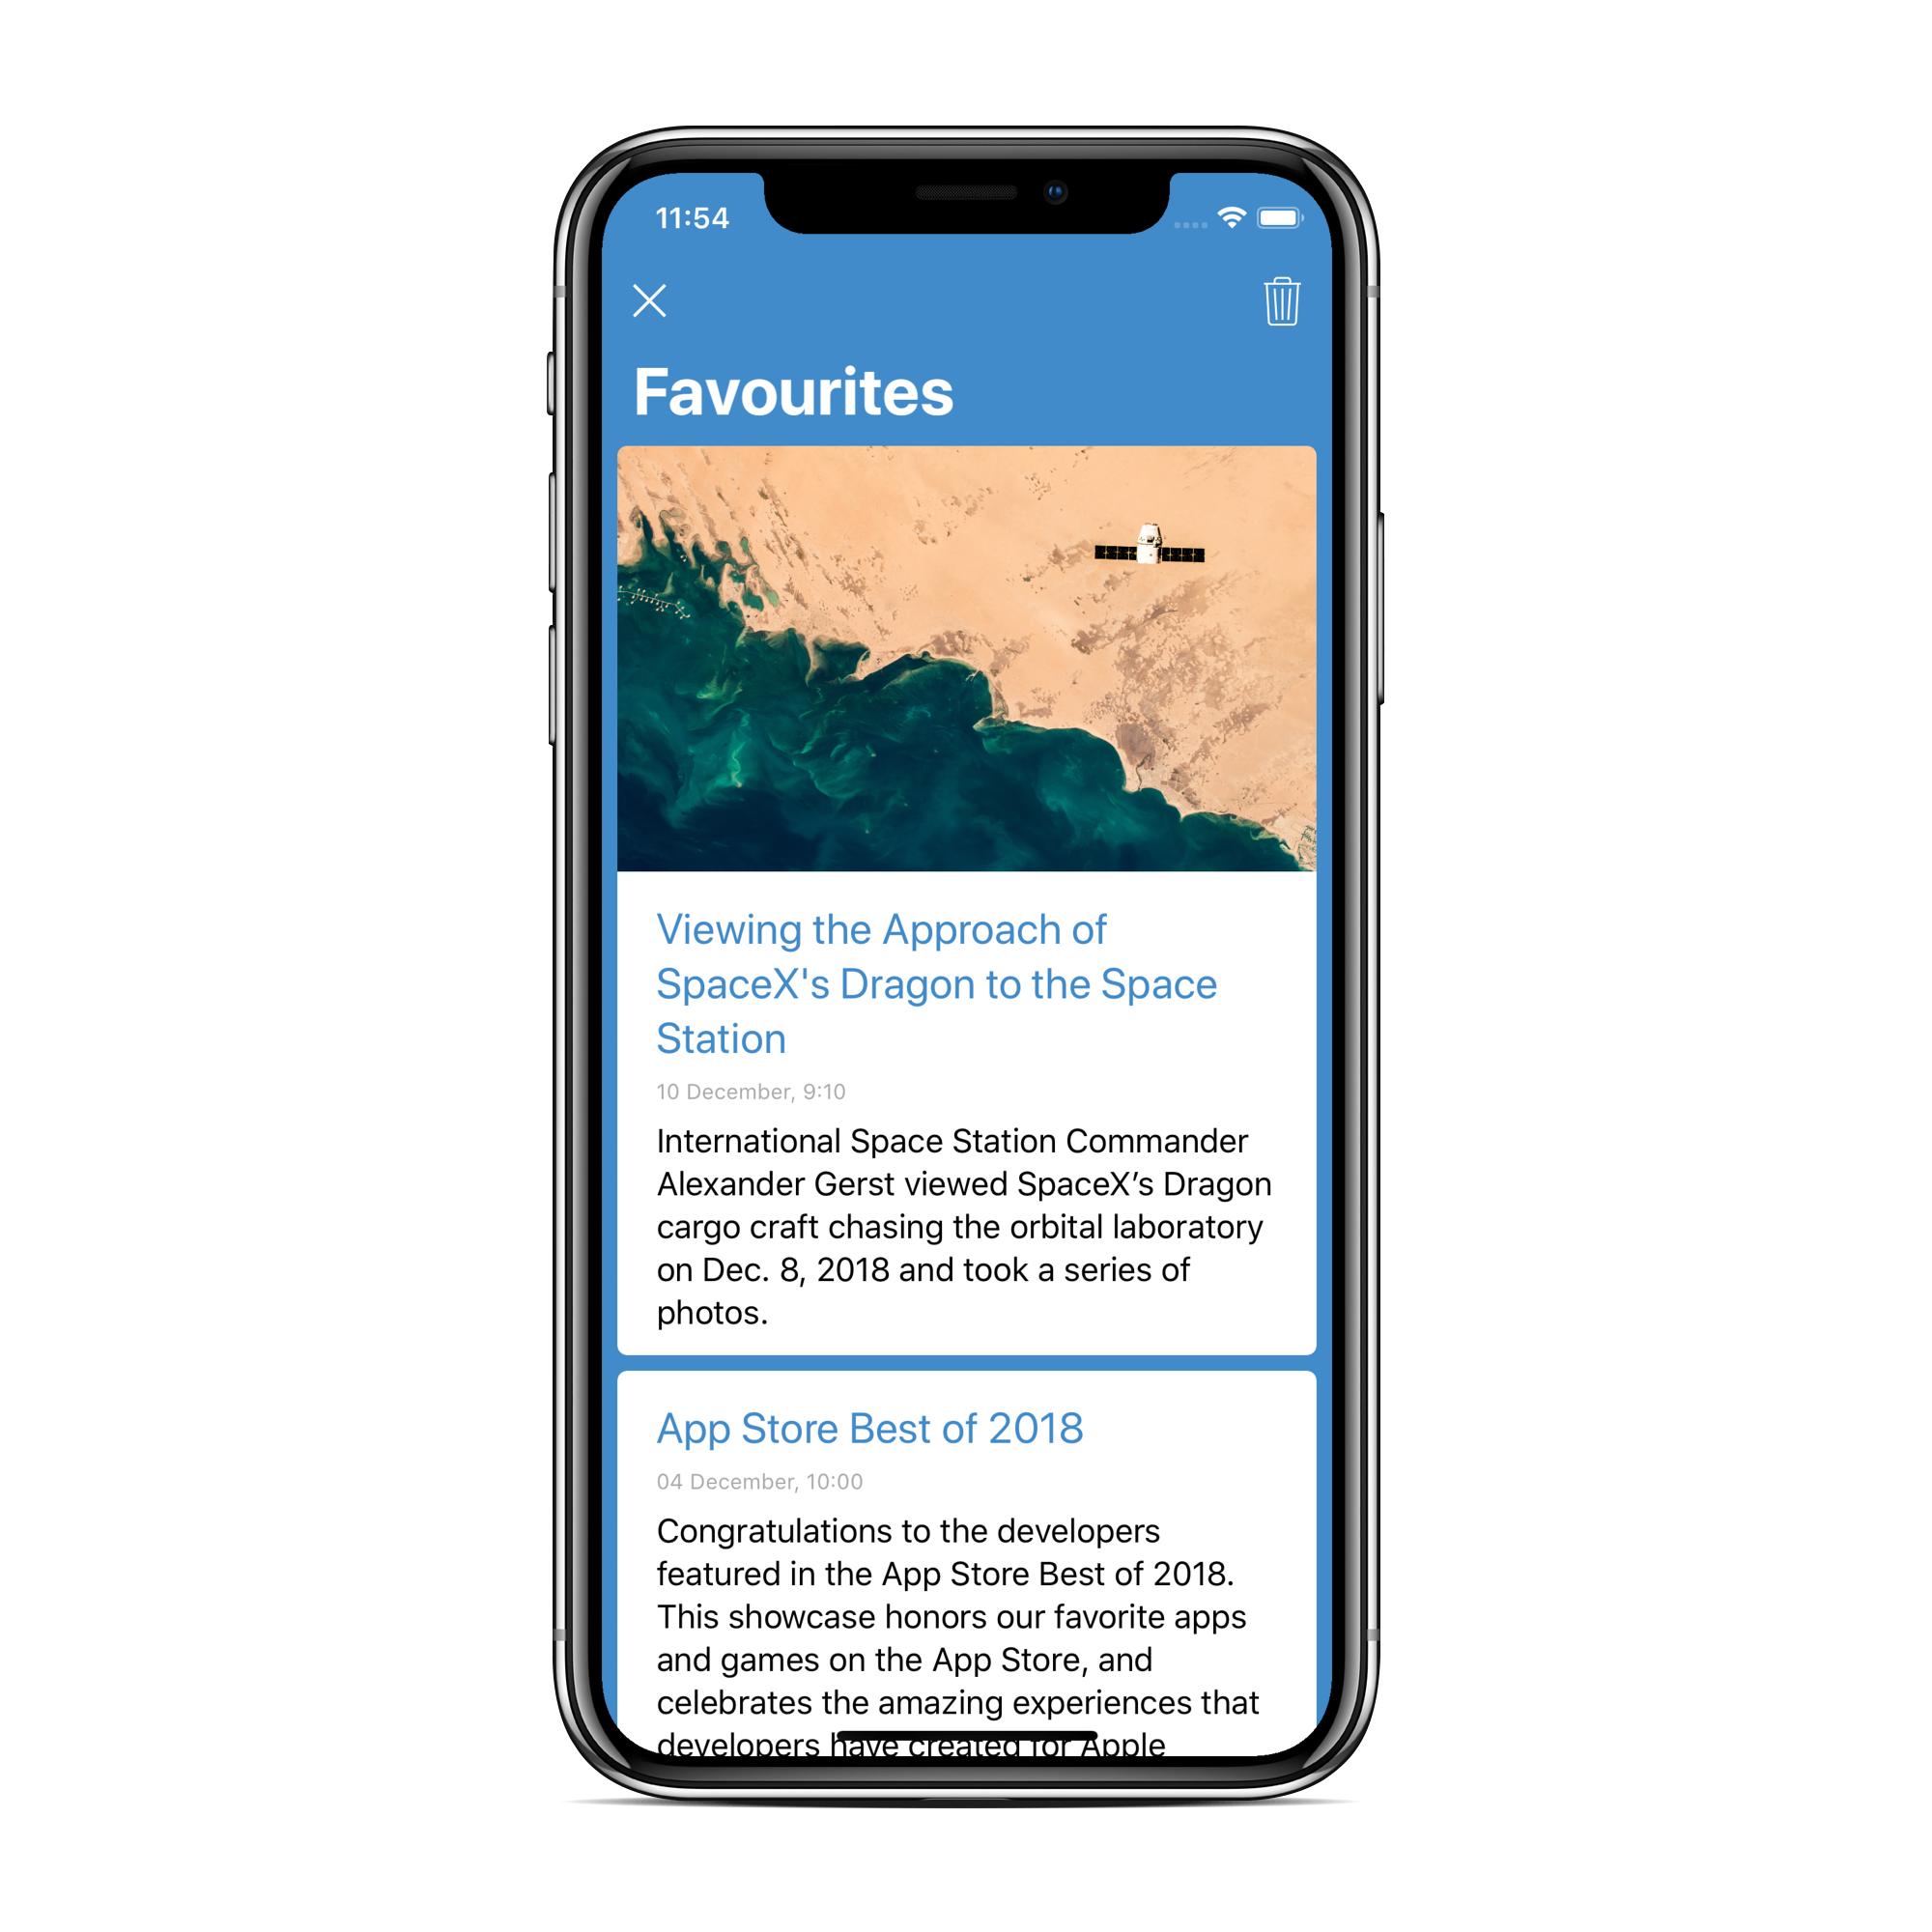 11:54
Favourites
Viewing the Approach of
SpaceX's Dragon to the Space
Station
10 December, 9:10
International Space Station Commander
Alexander Gerst viewed SpaceX’s Dragon
cargo craft chasing the orbital laboratory
on Dec. 8, 2018 and took a series of
photos.
App Store Best of 2018
04 December, 10:00
Congratulations to the developers
featured in the App Store Best of 2018.
This showcase honors our favorite apps
and games on the App Store, and
celebrates the amazing experiences that
developers have created for Apple